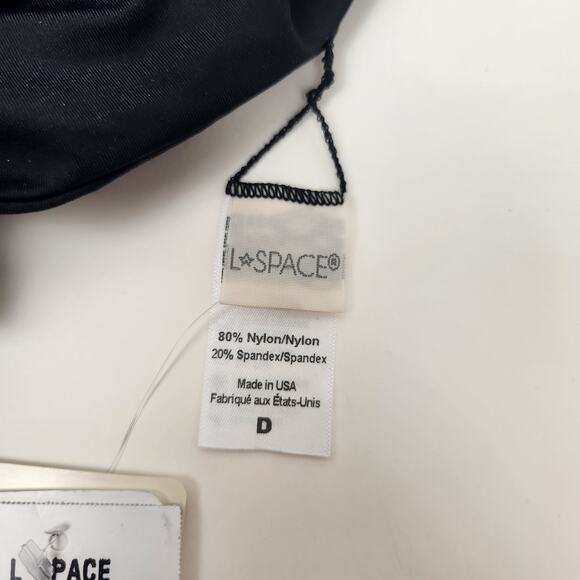 L☆SPACE®
80% Nylon/Nylon
20% Spandex/Spandex
Made in USA
Fabriqué aux États-Unis
D
L SPACE